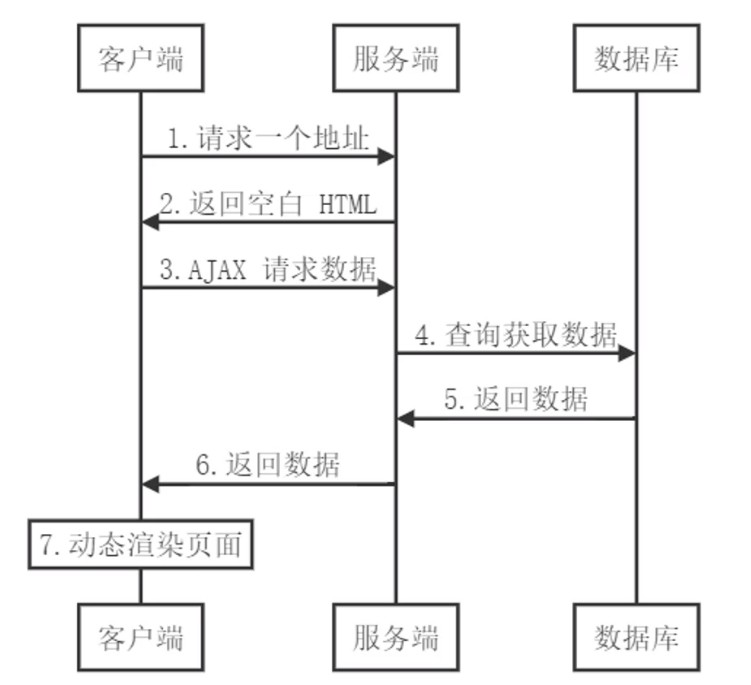 客户端
服务端
数据库
1.请求一个地址
2.返回空白 HTML
3.AJAX 请求数据
4.查询获取数据
5.返回数据
6.返回数据
7.动态渲染页面
客户端
服务端
数据库